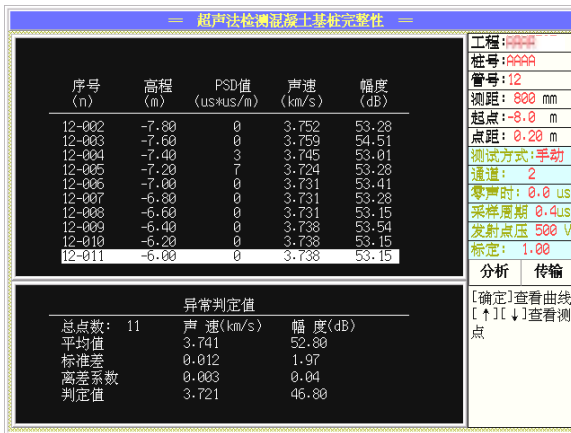 ═ 超声法检测混凝土基桩完整性 ═
序号 高程 PSD值 声速 幅度
(n) (m) (us*us/m) (km/s) (dB)
12-002 -7.80 0 3.752 53.28
12-003 -7.60 0 3.759 54.51
12-004 -7.40 3 3.745 53.01
12-005 -7.20 7 3.724 53.28
12-006 -7.00 0 3.731 53.41
12-007 -6.80 0 3.731 53.28
12-008 -6.60 0 3.731 53.15
12-009 -6.40 0 3.738 53.54
12-010 -6.20 0 3.738 53.15
12-011 -6.00 0 3.738 53.15
异常判定值
总点数: 11 声 速(km/s) 幅 度(dB)
平均值 3.741 52.80
标准差 0.012 1.97
离差系数 0.003 0.04
判定值 3.721 46.80
工程:
桩号:AAAA
管号:12
测距: 800 mm
起点:-8.0 m
点距: 0.20 m
测试方式:手动
通道: 2
零声时: 0.0 us
采样周期 0.4us
发射点压 500 V
标定: 1.00
分析 传输
[确定]查看曲线
[↑][↓]查看测
点